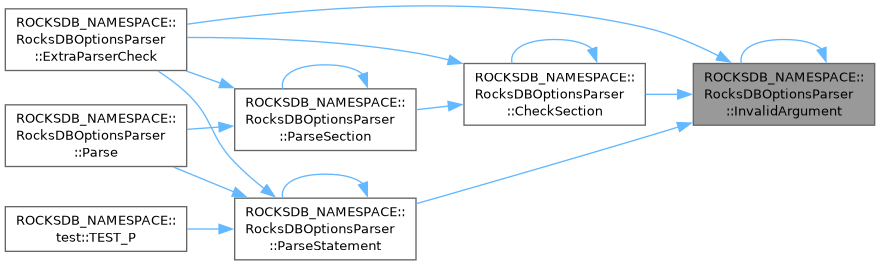 ROCKSDB_NAMESPACE::
RocksDBOptionsParser
::ExtraParserCheck
ROCKSDB_NAMESPACE::
RocksDBOptionsParser
::Parse
ROCKSDB_NAMESPACE::
test::TEST_P
ROCKSDB_NAMESPACE::
RocksDBOptionsParser
::ParseSection
ROCKSDB_NAMESPACE::
RocksDBOptionsParser
::ParseStatement
ROCKSDB_NAMESPACE::
RocksDBOptionsParser
::CheckSection
ROCKSDB_NAMESPACE::
RocksDBOptionsParser
::InvalidArgument